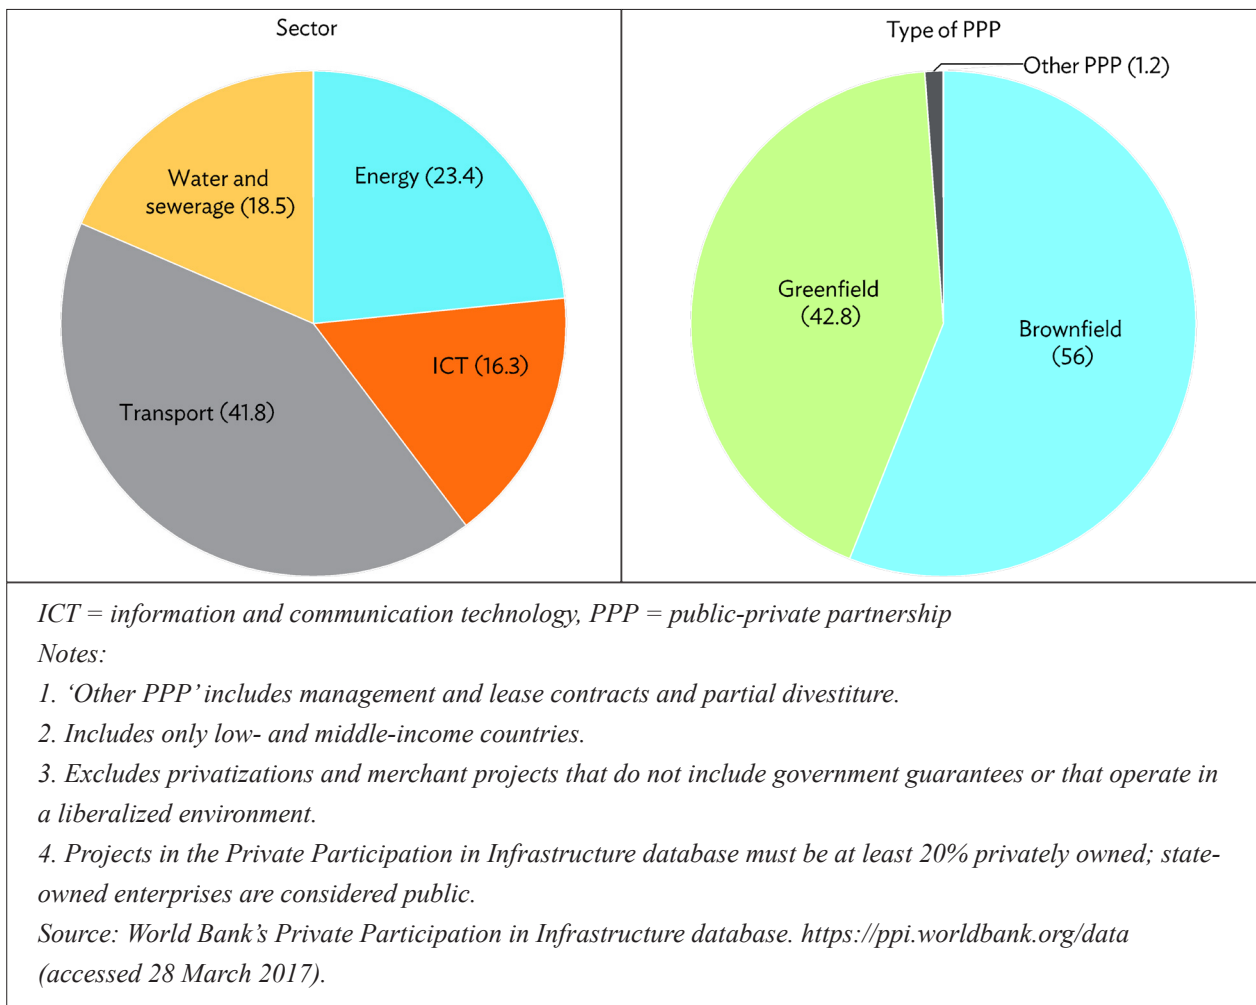 Sector
Water and
sewerage (18.5)
Energy (23.4)
ICT (16.3)
Transport (41.8)
Type of PPP
Other PPP (1.2)
Greenfield
(42.8)
Brownfield
(56)
ICT = information and communication technology, PPP = public-private partnership
Notes:
1. ‘Other PPP’ includes management and lease contracts and partial divestiture.
2. Includes only low- and middle-income countries.
3. Excludes privatizations and merchant projects that do not include government guarantees or that operate in
a liberalized environment.
4. Projects in the Private Participation in Infrastructure database must be at least 20% privately owned; state-
owned enterprises are considered public.
Source: World Bank’s Private Participation in Infrastructure database. https://ppi.worldbank.org/data
(accessed 28 March 2017).